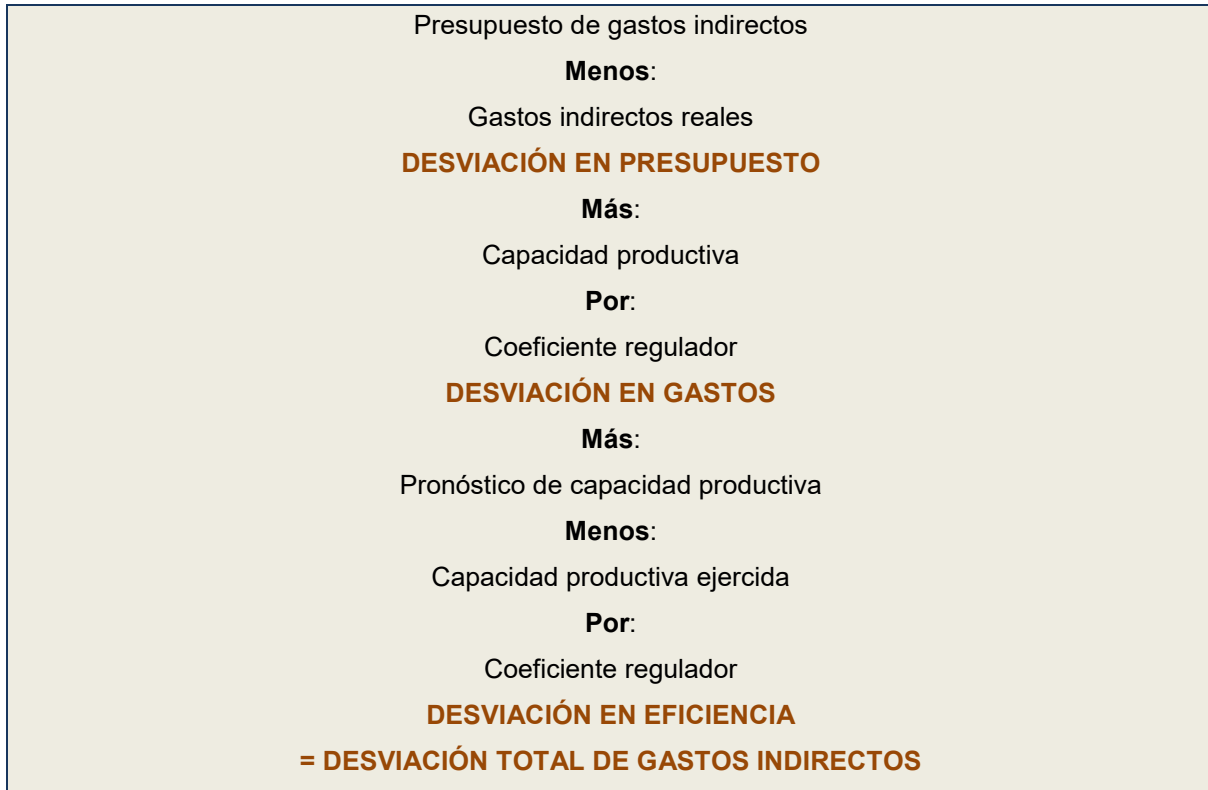 Presupuesto de gastos indirectos
Menos:
Gastos indirectos reales
DESVIACIÓN EN PRESUPUESTO
Más:
Capacidad productiva
Por:
Coeficiente regulador
DESVIACIÓN EN GASTOS
Más:
Pronóstico de capacidad productiva
Menos:
Capacidad productiva ejercida
Por:
Coeficiente regulador
DESVIACIÓN EN EFICIENCIA
= DESVIACIÓN TOTAL DE GASTOS INDIRECTOS